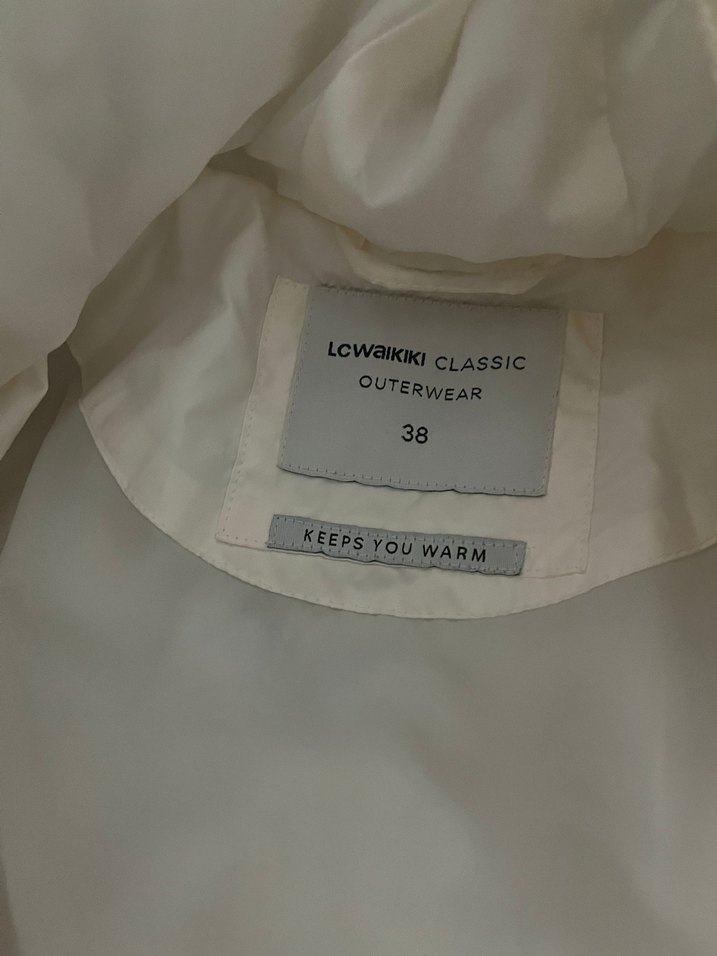 LCWAIKIKI CLASSIC
OUTERWEAR
38
KEEPS YOU WARM